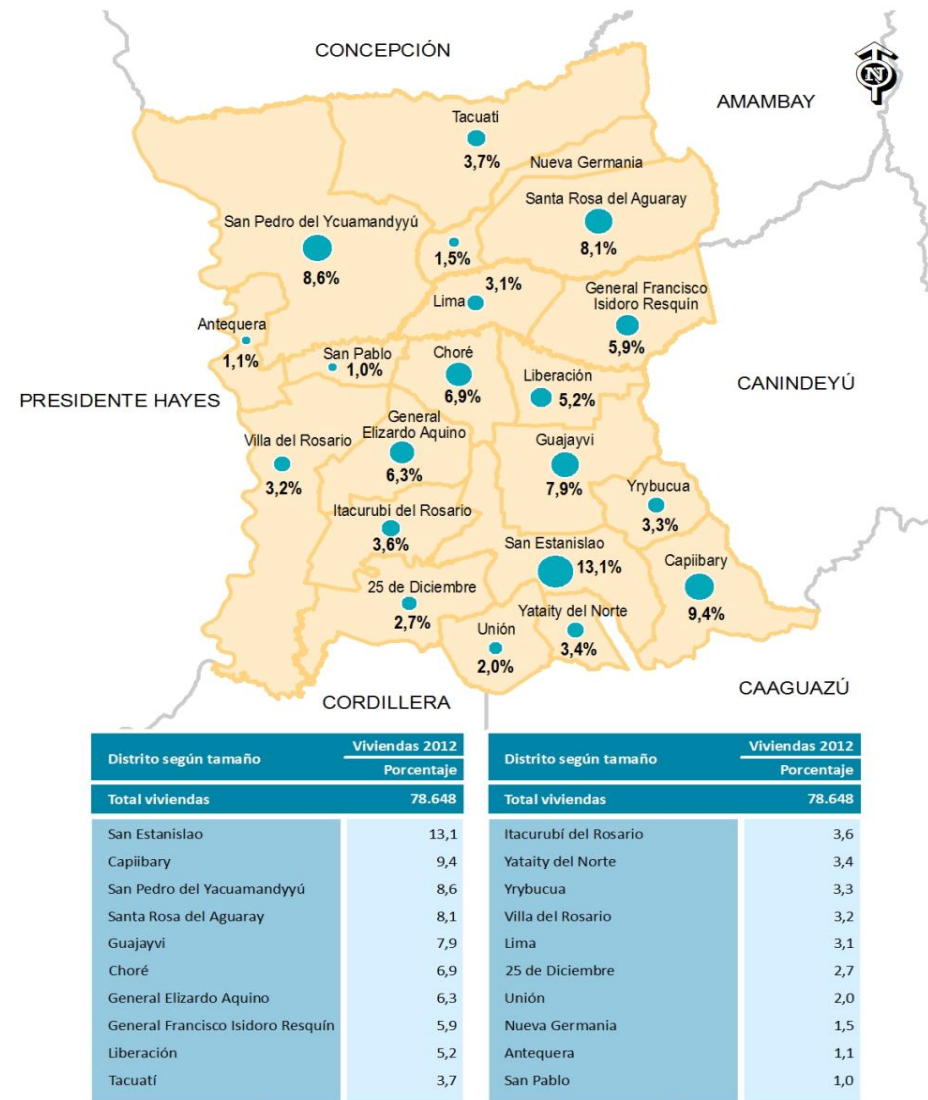 CONCEPCIÓN
N
AMAMBAY
Tacuati
3,7%
Nueva Germania
Santa Rosa del Aguaray
8,1%
San Pedro del Ycuamandyyú
8,6%
1,5%
3,1%
Lima
General Francisco
Isidoro Resquín
5,9%
Antequera
1,1%
San Pablo
1,0%
Choré
6,9%
Liberación
5,2%
CANINDEYÚ
PRESIDENTE HAYES
General
Elizardo Aquino
6,3%
Villa del Rosario
3,2%
Guajayvi
7,9%
Yrybucua
3,3%
Itacurubí del Rosario
3,6%
San Estanislao
13,1%
Capiibary
9,4%
25 de Diciembre
2,7%
Unión
2,0%
Yataity del Norte
3,4%
CAAGUAZÚ
CORDILLERA
Distrito según tamaño
Viviendas 2012
Porcentaje
Total viviendas 78.648
San Estanislao 13,1
Capiibary 9,4
San Pedro del Yacuamandyyú 8,6
Santa Rosa del Aguaray 8,1
Guajayvi 7,9
Choré 6,9
General Elizardo Aquino 6,3
General Francisco Isidoro Resquín 5,9
Liberación 5,2
Tacuatí 3,7
Distrito según tamaño
Viviendas 2012
Porcentaje
Total viviendas 78.648
Itacurubí del Rosario 3,6
Yataity del Norte 3,4
Yrybucua 3,3
Villa del Rosario 3,2
Lima 3,1
25 de Diciembre 2,7
Unión 2,0
Nueva Germania 1,5
Antequera 1,1
San Pablo 1,0